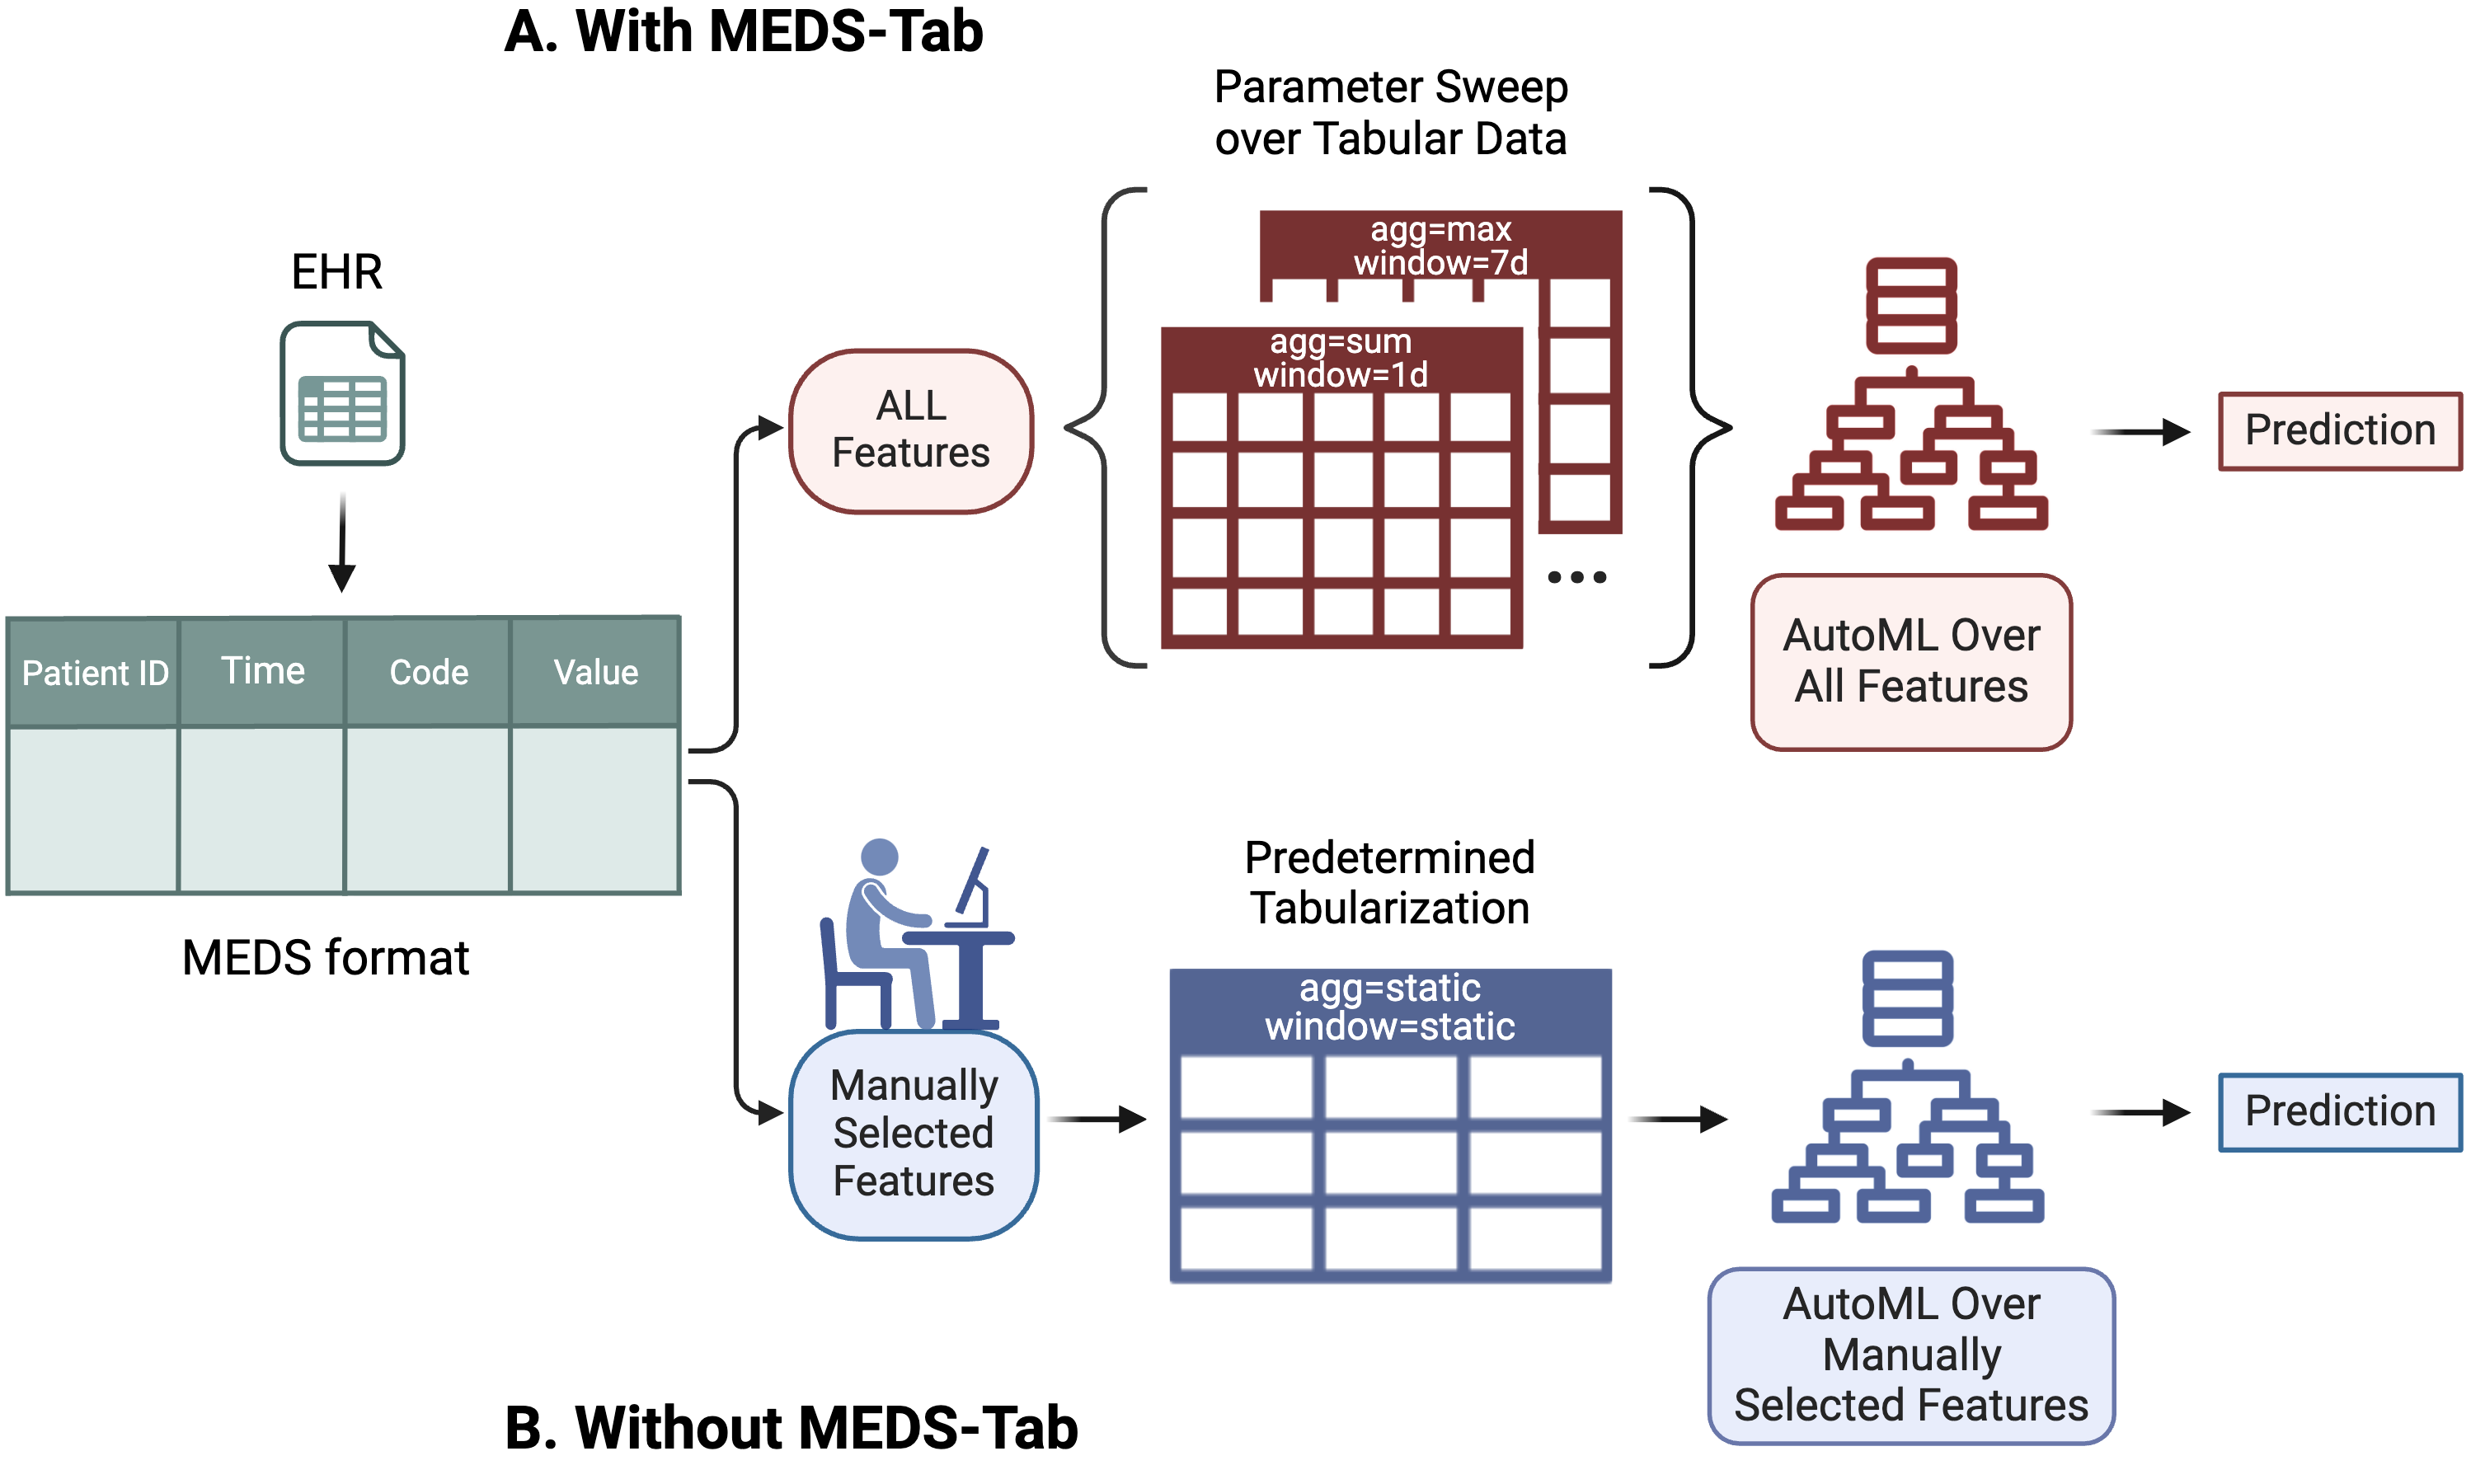 A. With MEDS-Tab
Parameter Sweep
over Tabular Data
EHR
agg=max
window=7d
agg=sum
window=1d
ALL
Features
Prediction
AutoML Over
All Features
Patient ID
Time
Code
Value
MEDS format
Predetermined
Tabularization
agg=static
window=static
Manually
Selected
Features
Prediction
AutoML Over
Manually
Selected Features
B. Without MEDS-Tab